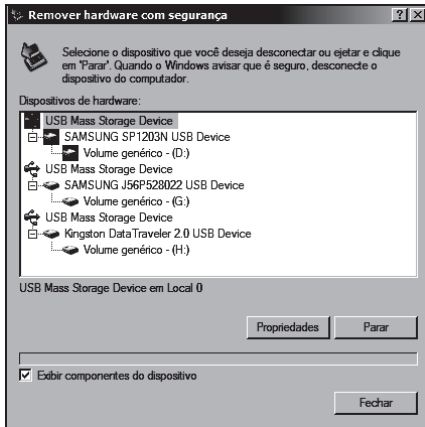 Remover hardware com segurança
Selecione o dispositivo que você deseja desconectar ou ejetar e clique
em 'Parar'. Quando o Windows avisar que é seguro, desconecte o
dispositivo do computador.
Dispositivos de hardware:
USB Mass Storage Device
SAMSUNG SP1203N USB Device
Volume genérico - (D:)
USB Mass Storage Device
SAMSUNG J56P528022 USB Device
Volume genérico - (G:)
USB Mass Storage Device
Kingston DataTraveler 2.0 USB Device
Volume genérico - (H:)
USB Mass Storage Device em Local 0
Propriedades Parar
Exibir componentes do dispositivo
Fechar